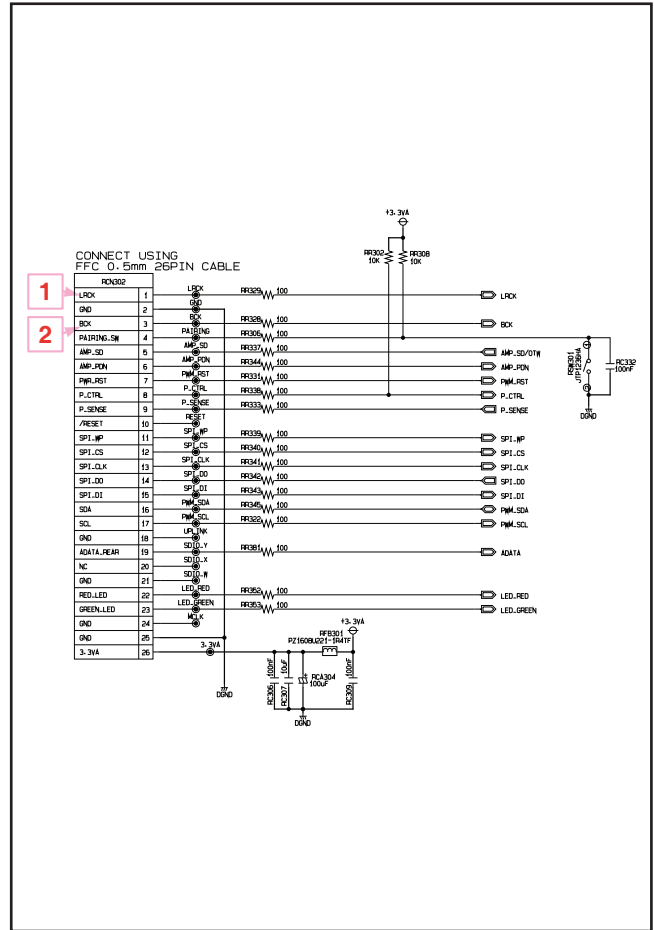 +3.3VA
RR302 10K
RR308 10K
CONNECT USING
FFC 0.5mm 26PIN CABLE
RCN302
1
2
LRCK 1 LRCK RR329 100 LRCK
GND 2 GND
BCK 3 BCK RR328 100 BCK
PAIRING_SW 4 PAIRING RR306 100
AMP_SD 5 AMP_SD RR337 100 AMP_SD/OTW
AMP_PDN 6 AMP_PDN RR344 100 AMP_PDN
PWR_RST 7 PWM_RST RR331 100 PWM_RST
P_CTRL 8 P_CTRL RR338 100 P_CTRL
P_SENSE 9 P_SENSE RR333 100 P_SENSE
/RESET 10 RESET
SPI_WP 11 SPI_WP RR339 100 SPI_WP
SPI_CS 12 SPI_CS RR340 100 SPI_CS
SPI_CLK 13 SPI_CLK RR341 100 SPI_CLK
SPI_DO 14 SPI_DO RR342 100 SPI_DO
SPI_DI 15 SPI_DI RR343 100 SPI_DI
SDA 16 PWM_SDA RR345 100 PWM_SDA
SCL 17 PWM_SCL RR322 100 PWM_SCL
GND 18 UPLINK
ADATA_REAR 19 SDIO_Y RR381 100 ADATA
NC 20 SDIO_X
GND 21 SDIO_W
RED_LED 22 LED_RED RR352 100 LED_RED
GREEN_LED 23 LED_GREEN RR353 100 LED_GREEN
GND 24 MCLK
GND 25
3.3VA 26 3.3VA
RSW301
JTP1236HA
RC332
100nF
DGND
+3.3VA
RFB301
PZ1608U221-1R4TF
RC306 100nF
RC307 10uF
RCA304
100uF
RC309 100nF
DGND
DGND